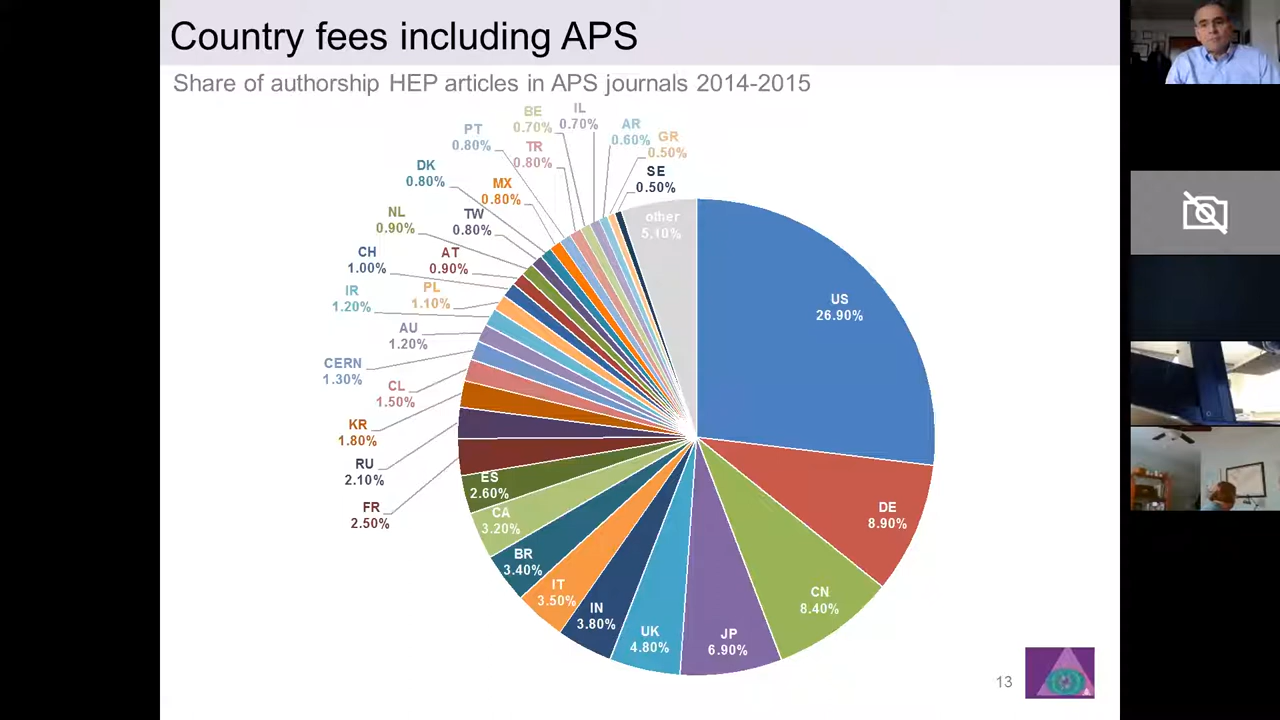 Country fees including APS
Share of authorship HEP articles in APS journals 2014-2015
BE
0.70%
IL
0.70%
AR
0.60%
GR
0.50%
PT
0.80%
TR
0.80%
SE
0.50%
DK
0.80%
MX
0.80%
NL
0.90%
TW
0.80%
other
5.10%
CH
1.00%
AT
0.90%
IR
1.20%
PL
1.10%
US
26.90%
AU
1.20%
CERN
1.30%
CL
1.50%
KR
1.80%
RU
2.10%
FR
2.50%
ES
2.60%
CA
3.20%
DE
8.90%
BR
3.40%
IT
3.50%
CN
8.40%
IN
3.80%
UK
4.80%
JP
6.90%
13